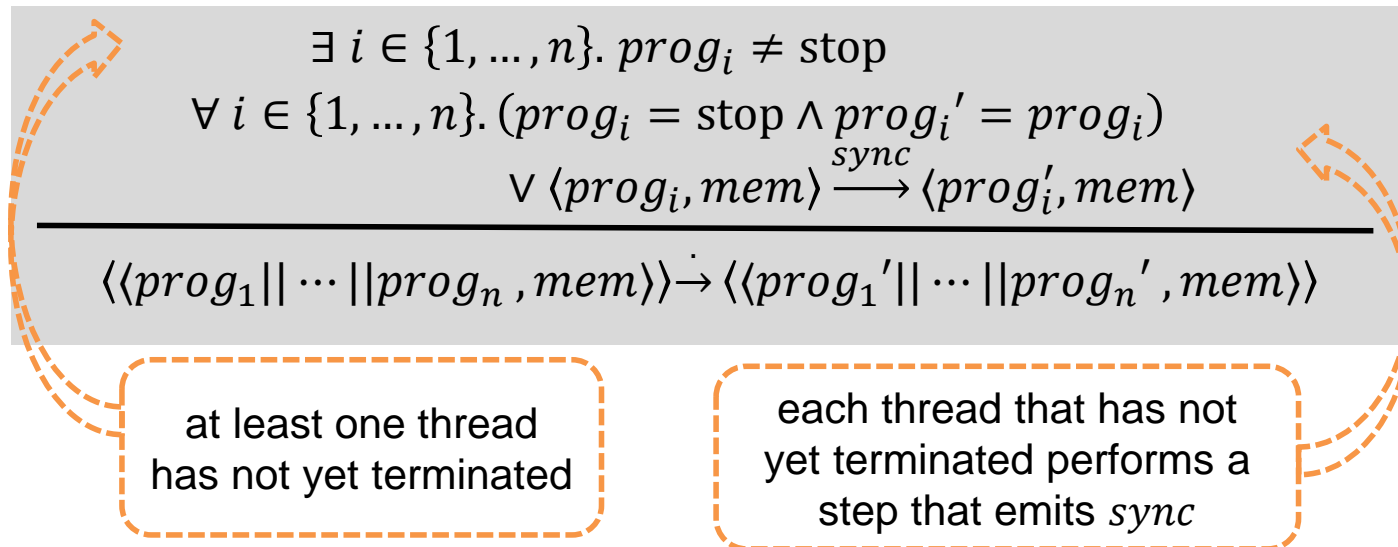 ∃ i ∈ {1, … , n}. prog_i ≠ stop
∀ i ∈ {1, … , n}. (prog_i = stop ∧ prog_i′ = prog_i)
∨ ⟨prog_i, mem⟩ —sync→ ⟨prog_i′, mem⟩
⟨⟨prog_1|| ⋯ ||prog_n , mem⟩⟩ →̇ ⟨⟨prog_1′|| ⋯ ||prog_n′ , mem⟩⟩
at least one thread
has not yet terminated
each thread that has not
yet terminated performs a
step that emits sync